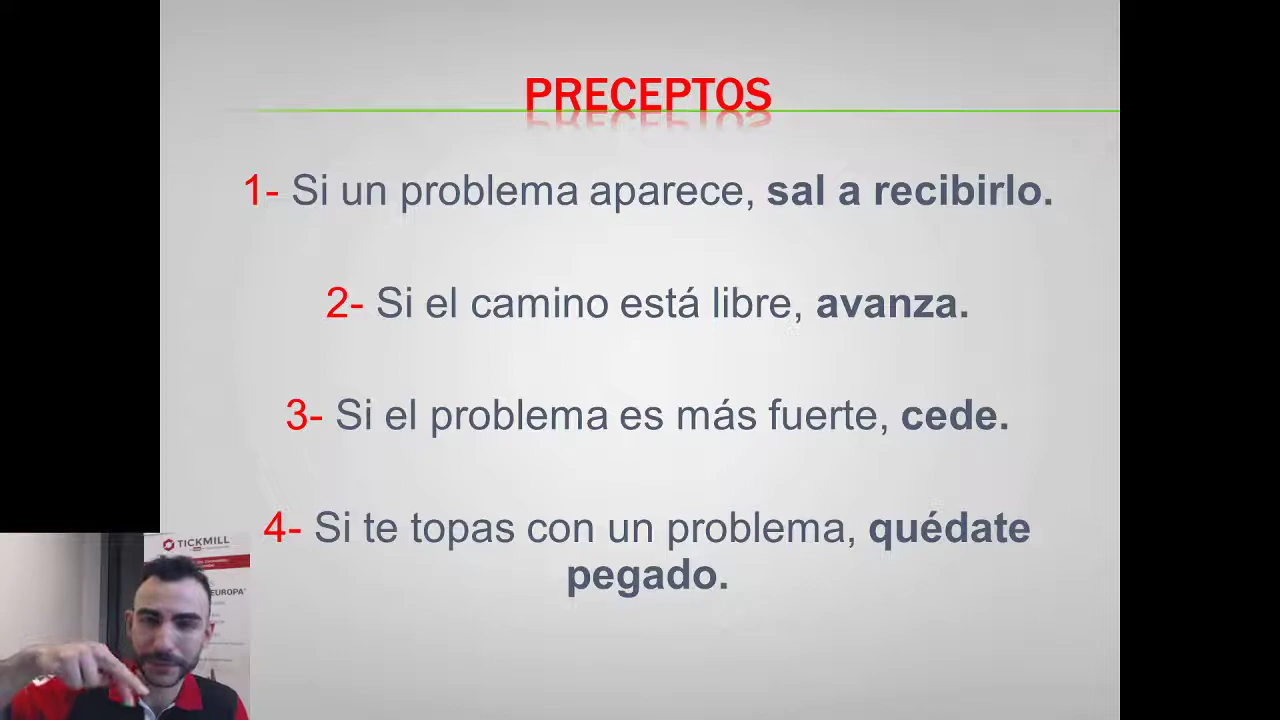 PRECEPTOS
1- Si un problema aparece, sal a recibirlo.
2- Si el camino está libre, avanza.
3- Si el problema es más fuerte, cede.
4- Si te topas con un problema, quédate
pegado.
TICKMILL
EUROPA"